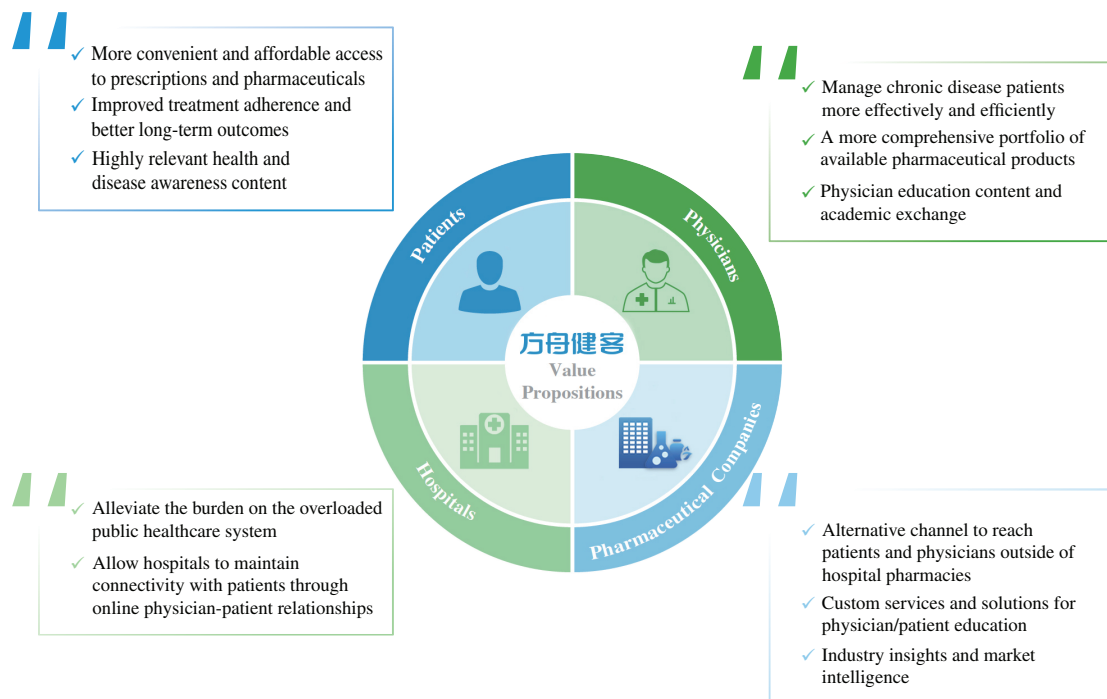 ✓ More convenient and affordable access
to prescriptions and pharmaceuticals
✓ Improved treatment adherence and
better long-term outcomes
✓ Highly relevant health and
disease awareness content
✓ Manage chronic disease patients
more effectively and efficiently
✓ A more comprehensive portfolio of
available pharmaceutical products
✓ Physician education content and
academic exchange
Patients
Physicians
方舟健客
Value
Propositions
Hospitals
Pharmaceutical Companies
✓ Alleviate the burden on the overloaded
public healthcare system
✓ Allow hospitals to maintain
connectivity with patients through
online physician-patient relationships
✓ Alternative channel to reach
patients and physicians outside of
hospital pharmacies
✓ Custom services and solutions for
physician/patient education
✓ Industry insights and market
intelligence